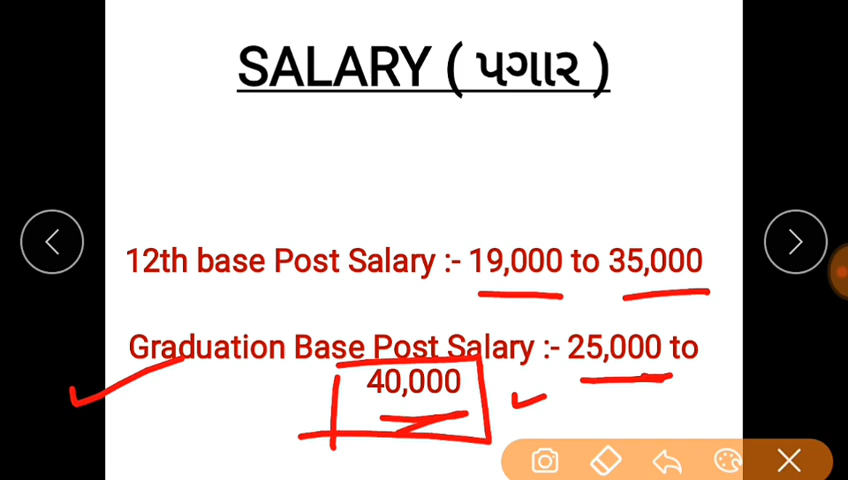 SALARY ( પગાર )
12th base Post Salary :- 19,000 to 35,000
Graduation Base Post Salary :- 25,000 to
40,000